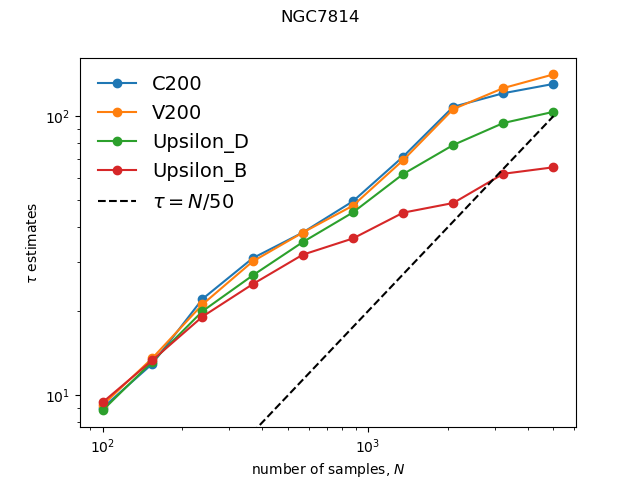 NGC7814
C200
V200
Upsilon_D
Upsilon_B
τ = N/50
10²
10¹
τ estimates
10² 10³
number of samples, N